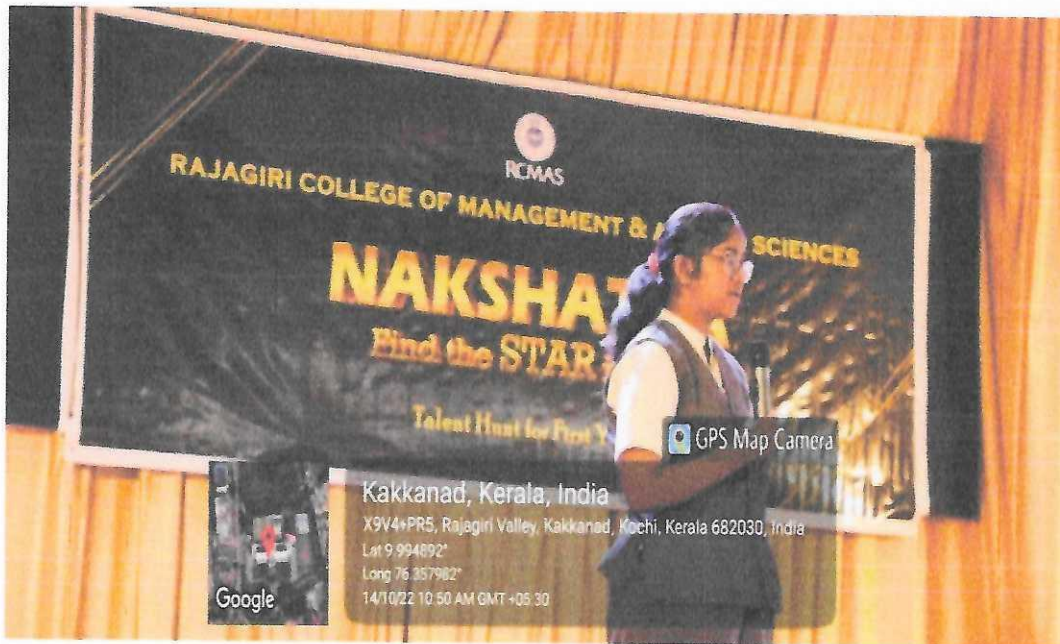 RCMAS
RAJAGIRI COLLEGE OF MANAGEMENT & SCIENCES
NAKSHAT
Find the STAR
Talent Hunt for First Y
GPS Map Camera
Kakkanad, Kerala, India
X9V4+PR5, Rajagiri Valley, Kakkanad, Kochi, Kerala 682030, India
Lat 9.994892°
Long 76.357982°
14/10/22 10:50 AM GMT +05:30
Google